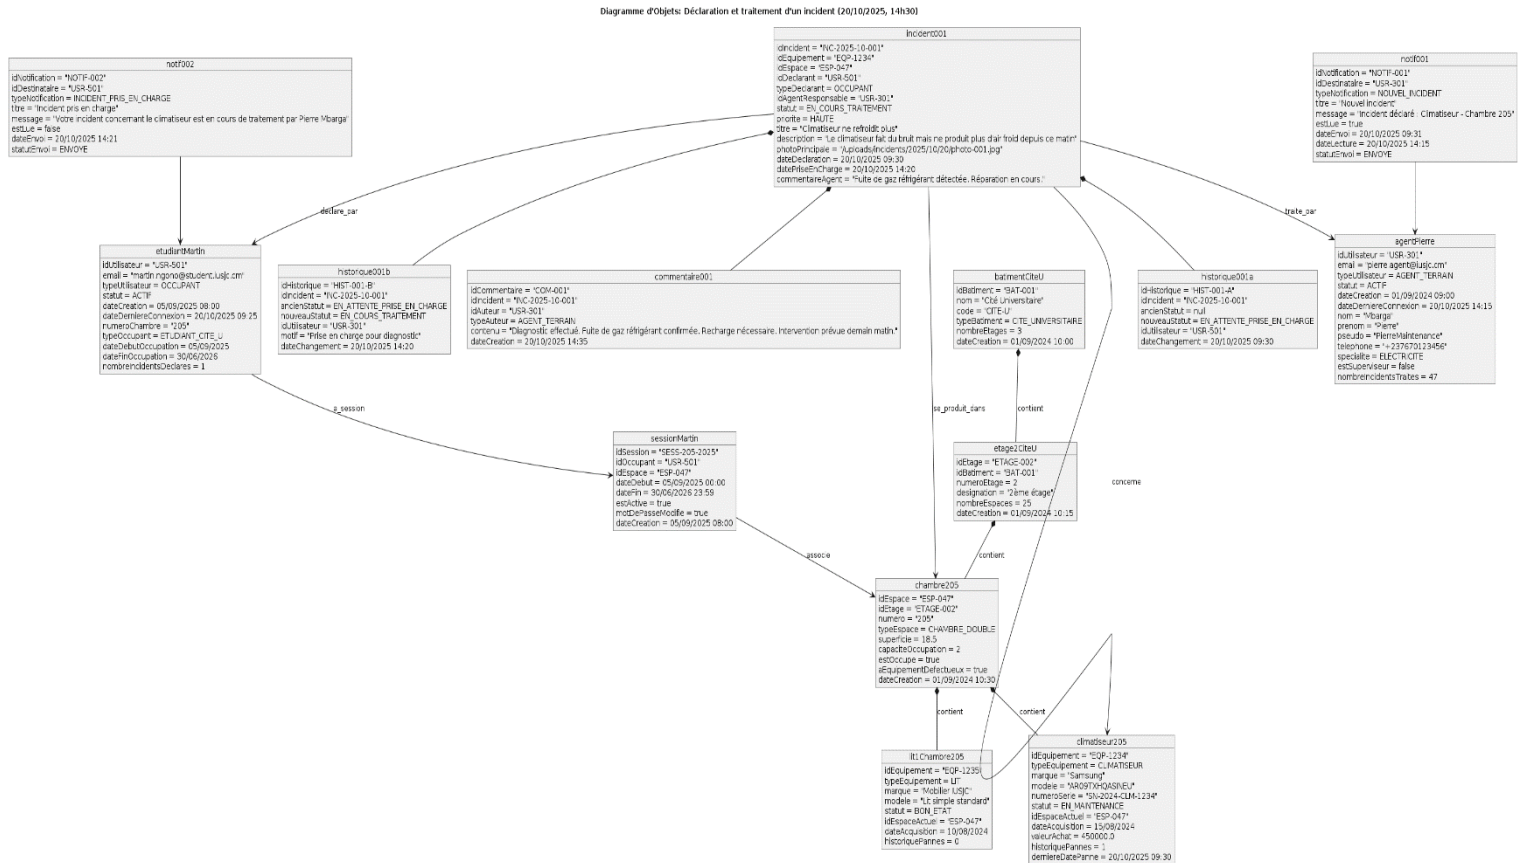 Diagramme d'Objets: Déclaration et traitement d'un incident (20/10/2025, 14h30)
incident001
idIncident = "INC-2025-10-001"
idEquipement = "EQP-1234"
idEspace = "ESP-047"
idDeclarant = "USR-501"
typeDeclarant = OCCUPANT
idAgentResponsable = "USR-301"
statut = EN_COURS_TRAITEMENT
priorite = HAUTE
titre = "Climatiseur ne refroidit plus"
description = "Le climatiseur fait du bruit mais ne produit plus d'air froid depuis ce matin"
photoPrincipale = "/uploads/incidents/2025/10/20/photo-001.jpg"
dateDeclaration = 20/10/2025 09:30
datePriseEnCharge = 20/10/2025 14:20
commentaireAgent = "Fuite de gaz réfrigérant détectée. Réparation en cours."
notif002
idNotification = "NOTIF-002"
idDestinataire = "USR-501"
typeNotification = INCIDENT_PRIS_EN_CHARGE
titre = "Incident pris en charge"
message = "Votre incident concernant le climatiseur est en cours de traitement par Pierre Mbarga"
estLue = false
dateEnvoi = 20/10/2025 14:21
statutEnvoi = ENVOYE
notif001
idNotification = "NOTIF-001"
idDestinataire = "USR-301"
typeNotification = NOUVEL_INCIDENT
titre = "Nouvel incident"
message = "Incident déclaré : Climatiseur - Chambre 205"
estLue = true
dateEnvoi = 20/10/2025 09:31
dateLecture = 20/10/2025 14:15
statutEnvoi = ENVOYE
declare_par
traite_par
etudiantMartin
idUtilisateur = "USR-501"
email = "martin.ngono@student.iusjc.cm"
typeUtilisateur = OCCUPANT
statut = ACTIF
dateCreation = 05/09/2025 08:00
dateDerniereConnexion = 20/10/2025 09:25
numeroChambre = "205"
typeOccupant = ETUDIANT_CITE_U
dateDebutOccupation = 05/09/2025
dateFinOccupation = 30/06/2026
nombreIncidentsDeclares = 1
historique001b
idHistorique = "HIST-001-B"
idIncident = "INC-2025-10-001"
ancienStatut = EN_ATTENTE_PRISE_EN_CHARGE
nouveauStatut = EN_COURS_TRAITEMENT
idUtilisateur = "USR-301"
motif = "Prise en charge pour diagnostic"
dateChangement = 20/10/2025 14:20
commentaire001
idCommentaire = "COM-001"
idIncident = "INC-2025-10-001"
idAuteur = "USR-301"
typeAuteur = AGENT_TERRAIN
contenu = "Diagnostic effectué. Fuite de gaz réfrigérant confirmée. Recharge nécessaire. Intervention prévue demain matin."
dateCreation = 20/10/2025 14:35
batimentCiteU
idBatiment = "BAT-001"
nom = "Cité Universitaire"
code = "CITE-U"
typeBatiment = CITE_UNIVERSITAIRE
nombreEtages = 3
dateCreation = 01/09/2024 10:00
historique001a
idHistorique = "HIST-001-A"
idIncident = "INC-2025-10-001"
ancienStatut = null
nouveauStatut = EN_ATTENTE_PRISE_EN_CHARGE
idUtilisateur = "USR-501"
dateChangement = 20/10/2025 09:30
agentPierre
idUtilisateur = "USR-301"
email = "pierre.agent@iusjc.cm"
typeUtilisateur = AGENT_TERRAIN
statut = ACTIF
dateCreation = 01/09/2024 09:00
dateDerniereConnexion = 20/10/2025 14:15
nom = "Mbarga"
prenom = "Pierre"
pseudo = "PierreMaintenance"
telephone = "+237670123456"
specialite = ELECTRICITE
estSuperviseur = false
nombreIncidentsTraites = 47
a_session
se_produit_dans
contient
sessionMartin
idSession = "SESS-205-2025"
idOccupant = "USR-501"
idEspace = "ESP-047"
dateDebut = 05/09/2025 00:00
dateFin = 30/06/2026 23:59
estActive = true
motDePasseModifie = true
dateCreation = 05/09/2025 08:00
etage2CiteU
idEtage = "ETAGE-002"
idBatiment = "BAT-001"
numeroEtage = 2
designation = "2ème étage"
nombreEspaces = 25
dateCreation = 01/09/2024 10:15
concerne
associe
contient
chambre205
idEspace = "ESP-047"
idEtage = "ETAGE-002"
numero = "205"
typeEspace = CHAMBRE_DOUBLE
superficie = 18.5
capaciteOccupation = 2
estOccupe = true
aEquipementDefectueux = true
dateCreation = 01/09/2024 10:30
contient
contient
lit1Chambre205
idEquipement = "EQP-1235"
typeEquipement = LIT
marque = "Mobilier IUSJC"
modele = "Lit simple standard"
statut = BON_ETAT
idEspaceActuel = "ESP-047"
dateAcquisition = 10/08/2024
historiquePannes = 0
climatiseur205
idEquipement = "EQP-1234"
typeEquipement = CLIMATISEUR
marque = "Samsung"
modele = "AR09TXHQASINEU"
numeroSerie = "SN-2024-CLM-1234"
statut = EN_MAINTENANCE
idEspaceActuel = "ESP-047"
dateAcquisition = 15/08/2024
valeurAchat = 450000.0
historiquePannes = 1
derniereDatePanne = 20/10/2025 09:30